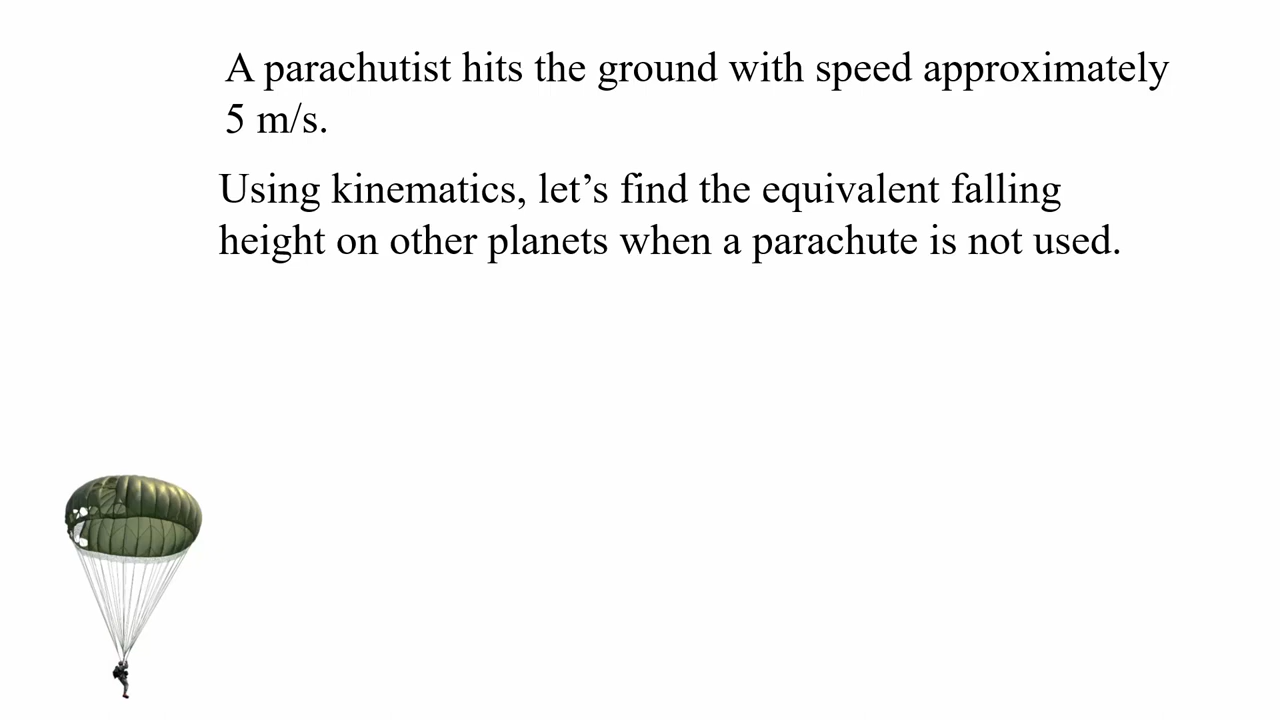 A parachutist hits the ground with speed approximately
5 m/s.
Using kinematics, let’s find the equivalent falling
height on other planets when a parachute is not used.